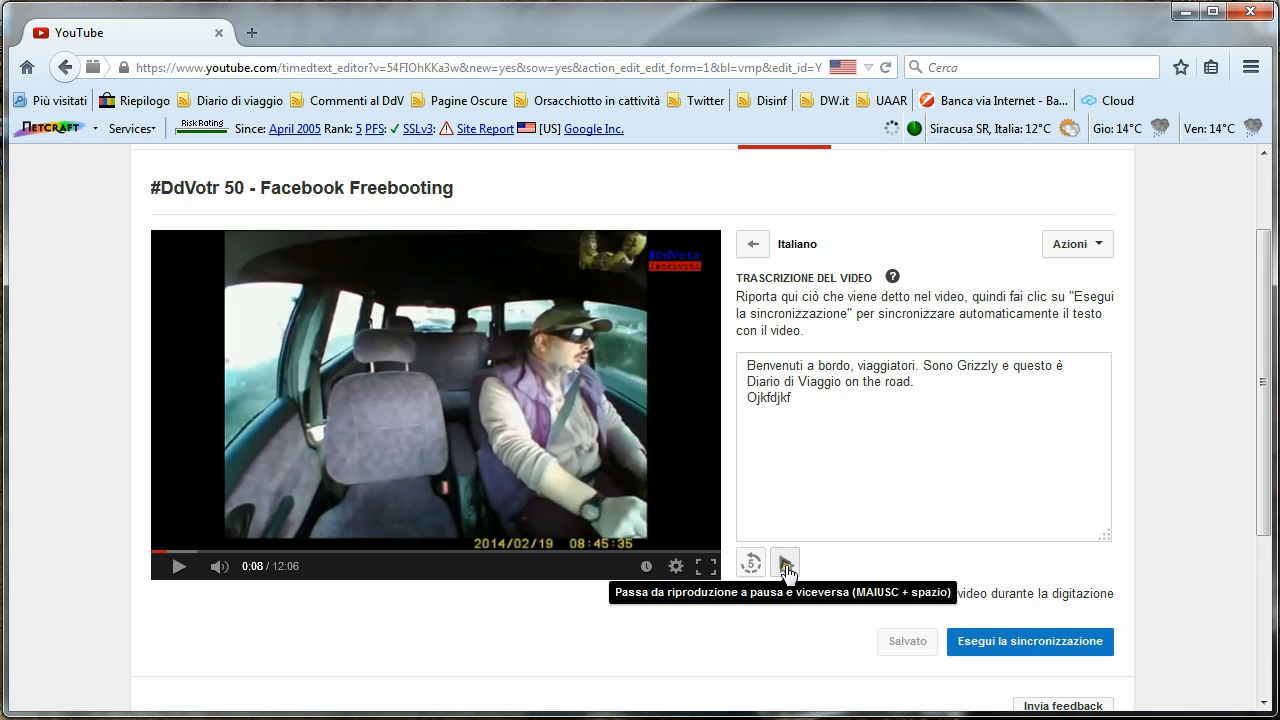 YouTube
https://www.youtube.com/timedtext_editor?v=54FIOhKKa3w&new=yes&sow=yes&action_edit_edit_form=1&bl=vmp&edit_id=Y
Cerca
Più visitati Riepilogo Diario di viaggio Commenti al DdV Pagine Oscure Orsacchiotto in cattività Twitter Disinf DW.it UAAR Banca via Internet - Ba... Cloud
NETCRAFT Services Risk Rating Since: April 2005 Rank: 5 PFS: ✓ SSLv3: Site Report [US] Google Inc. Siracusa SR, Italia: 12°C Gio: 14°C Ven: 14°C
#DdVotr 50 - Facebook Freebooting
#DdVotr
Iscriviti
2014/02/19 08:45:35
0:08 / 12:06
Italiano
Azioni
TRASCRIZIONE DEL VIDEO ?
Riporta qui ciò che viene detto nel video, quindi fai clic su "Esegui
la sincronizzazione" per sincronizzare automaticamente il testo
con il video.
Benvenuti a bordo, viaggiatori. Sono Grizzly e questo è
Diario di Viaggio on the road.
Ojkfdjkf
5
Passa da riproduzione a pausa e viceversa (MAIUSC + spazio)
video durante la digitazione
Salvato
Esegui la sincronizzazione
Invia feedback